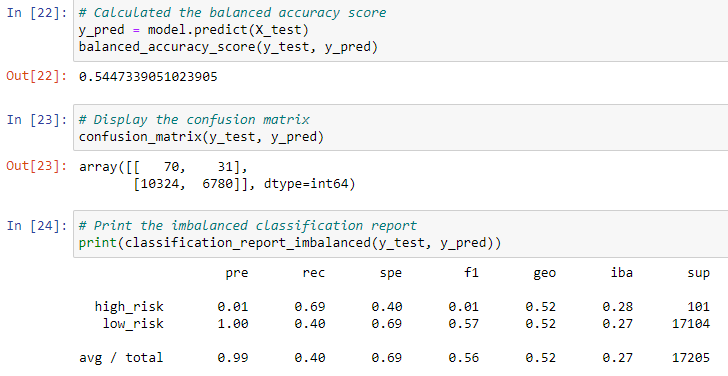 In [22]: # Calculated the balanced accuracy score
y_pred = model.predict(X_test)
balanced_accuracy_score(y_test, y_pred)
Out[22]: 0.5447339051023905
In [23]: # Display the confusion matrix
confusion_matrix(y_test, y_pred)
Out[23]: array([[   70,    31],
       [10324,  6780]], dtype=int64)
In [24]: # Print the imbalanced classification report
print(classification_report_imbalanced(y_test, y_pred))
pre rec spe f1 geo iba sup
high_risk 0.01 0.69 0.40 0.01 0.52 0.28 101
low_risk 1.00 0.40 0.69 0.57 0.52 0.27 17104
avg / total 0.99 0.40 0.69 0.56 0.52 0.27 17205